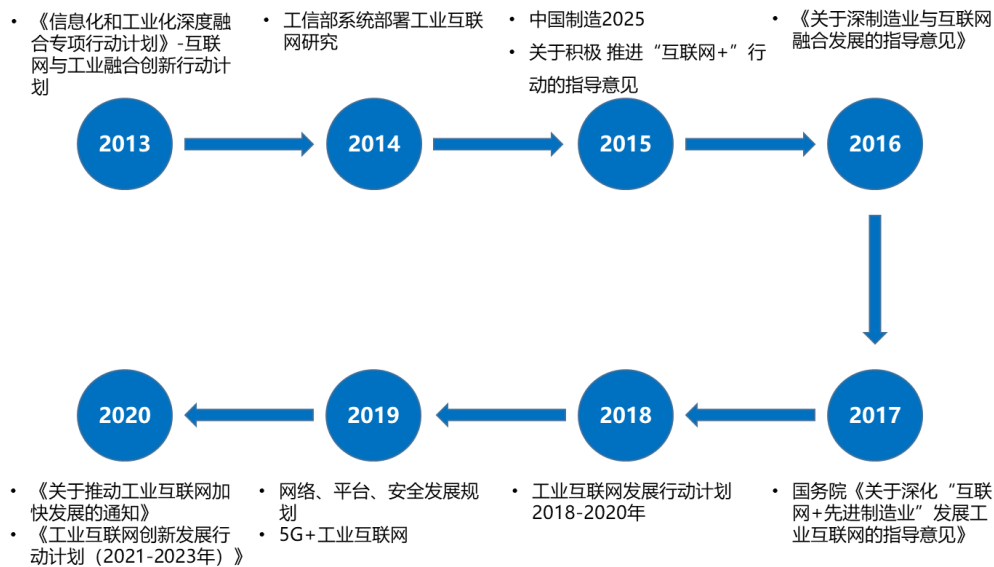 • 《信息化和工业化深度融
合专项行动计划》-互联
网与工业融合创新行动计
划
• 工信部系统部署工业互联
网研究
• 中国制造2025
• 关于积极 推进“互联网+”行
动的指导意见
• 《关于深制造业与互联网
融合发展的指导意见》
2013
2014
2015
2016
2020
2019
2018
2017
• 《关于推动工业互联网加
快发展的通知》
• 《工业互联网创新发展行
动计划（2021-2023年）》
• 网络、平台、安全发展规
划
• 5G+工业互联网
• 工业互联网发展行动计划
2018-2020年
• 国务院《关于深化“互联
网+先进制造业”发展工
业互联网的指导意见》